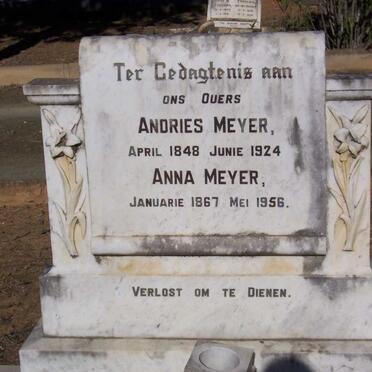 Ter Gedagtenis aan
ons Ouers
Andries Meyer,
April 1848 Junie 1924
Anna Meyer,
Januarie 1867 Mei 1956.
Verlost om te Dienen.